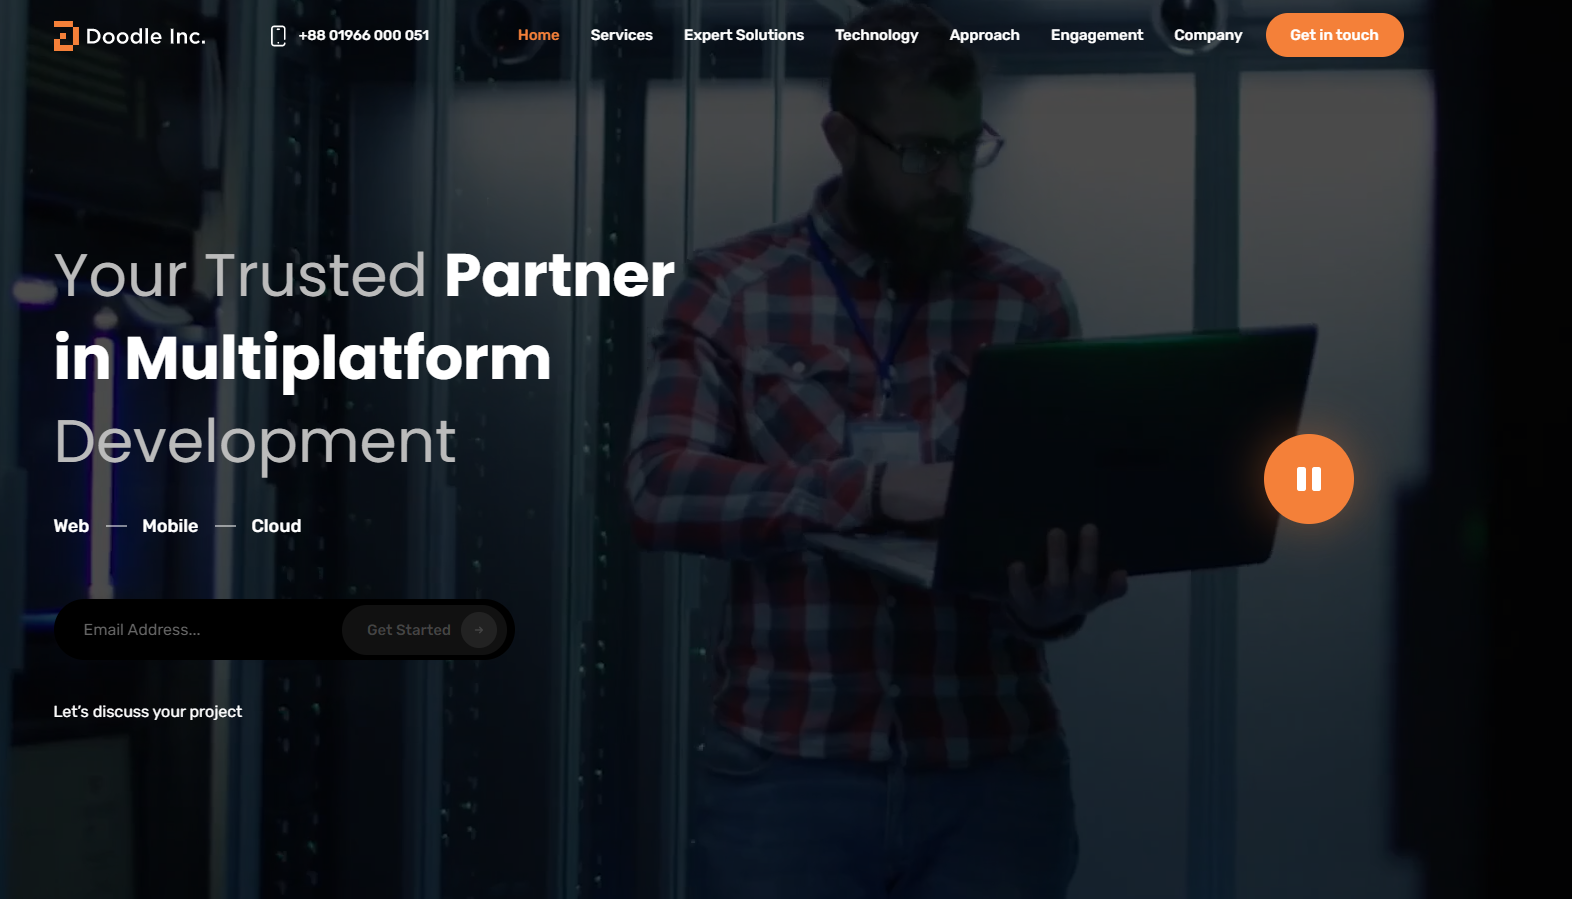 Doodle Inc.
+88 01966 000 051
Home
Services
Expert Solutions
Technology
Approach
Engagement
Company
Get in touch
Your Trusted Partner
in Multiplatform
Development
Web — Mobile — Cloud
Email Address...
Get Started
Let’s discuss your project